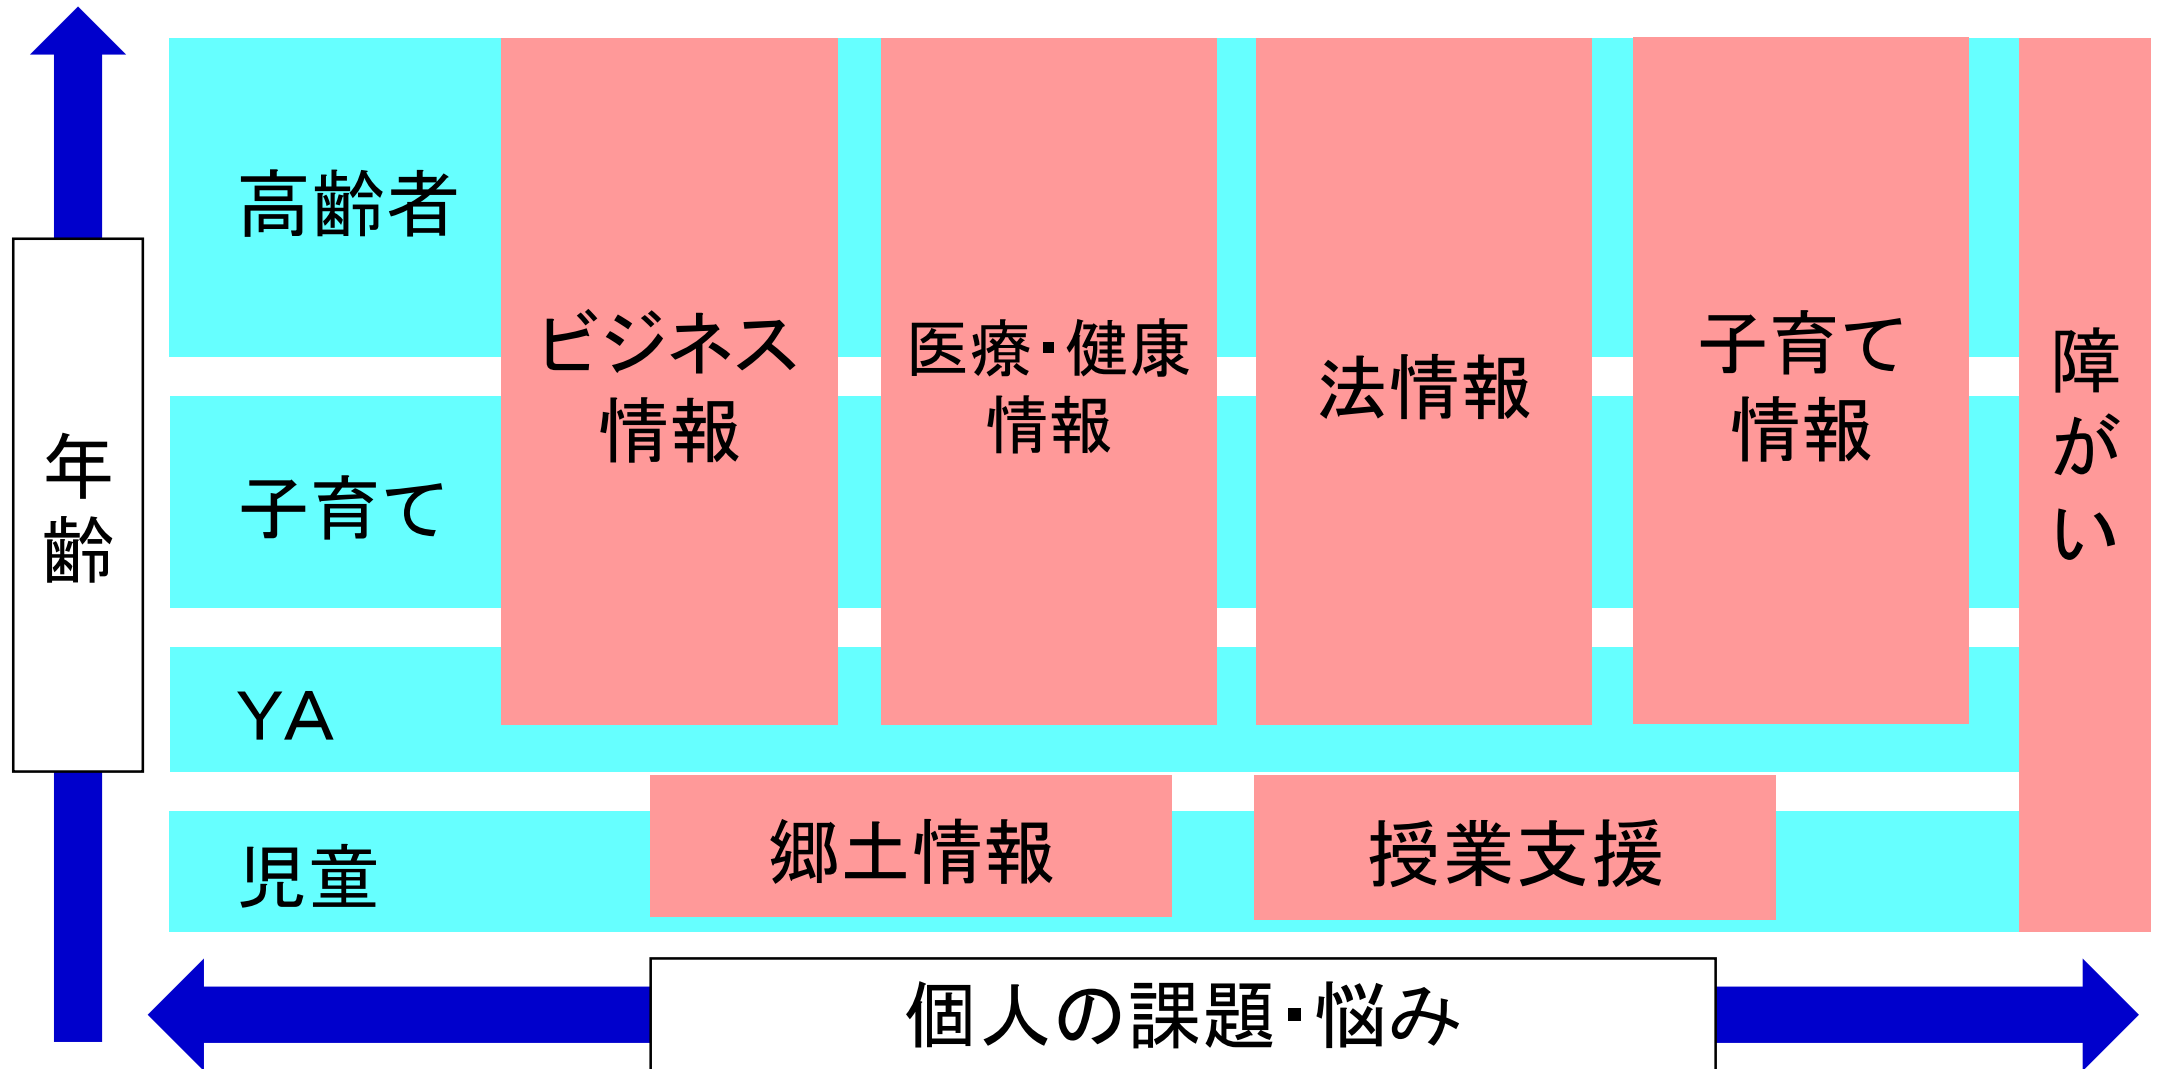 年齢
高齢者
子育て
YA
児童
ビジネス
情報
医療・健康
情報
法情報
子育て
情報
障がい
郷土情報
授業支援
個人の課題・悩み